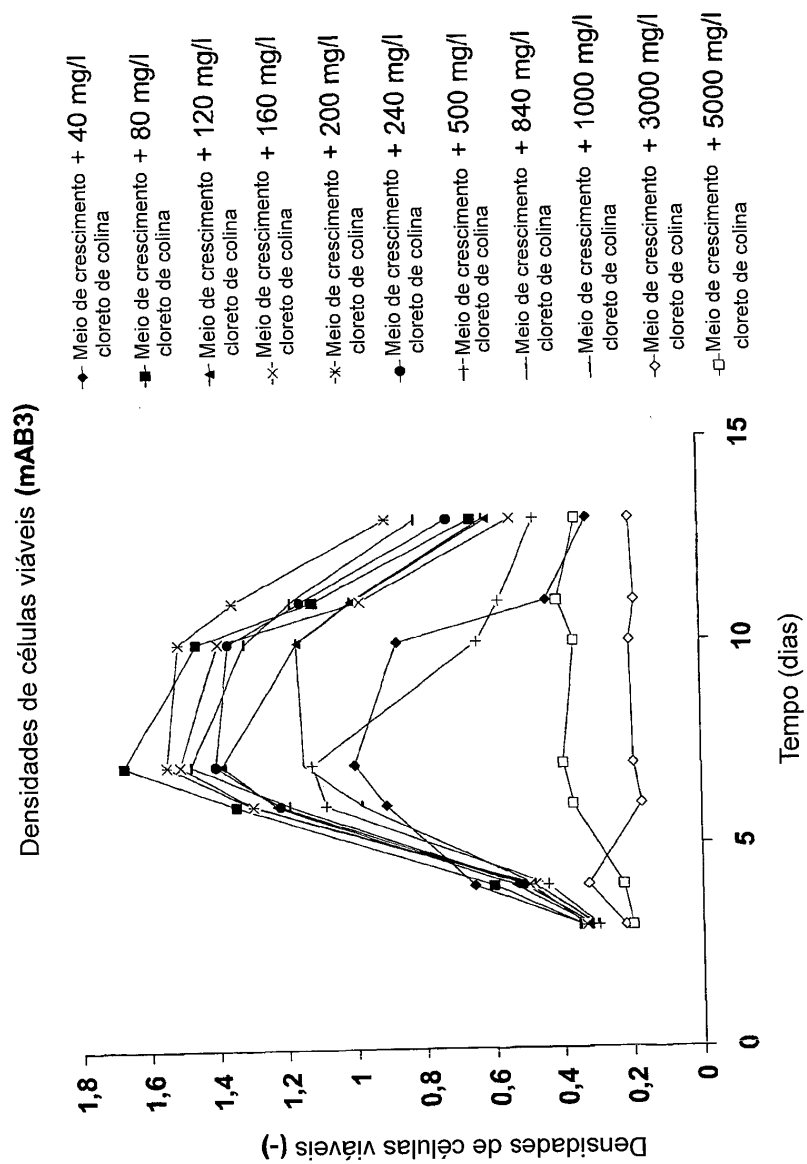 Densidades de células viáveis (mAB3)
Densidades de células viáveis (-)
1,8
1,6
1,4
1,2
1
0,8
0,6
0,4
0,2
0
0
5
10
15
Tempo (dias)
Meio de crescimento + 40 mg/l
cloreto de colina
Meio de crescimento + 80 mg/l
cloreto de colina
Meio de crescimento + 120 mg/l
cloreto de colina
Meio de crescimento + 160 mg/l
cloreto de colina
Meio de crescimento + 200 mg/l
cloreto de colina
Meio de crescimento + 240 mg/l
cloreto de colina
Meio de crescimento + 500 mg/l
cloreto de colina
Meio de crescimento + 840 mg/l
cloreto de colina
Meio de crescimento + 1000 mg/l
cloreto de colina
Meio de crescimento + 3000 mg/l
cloreto de colina
Meio de crescimento + 5000 mg/l
cloreto de colina